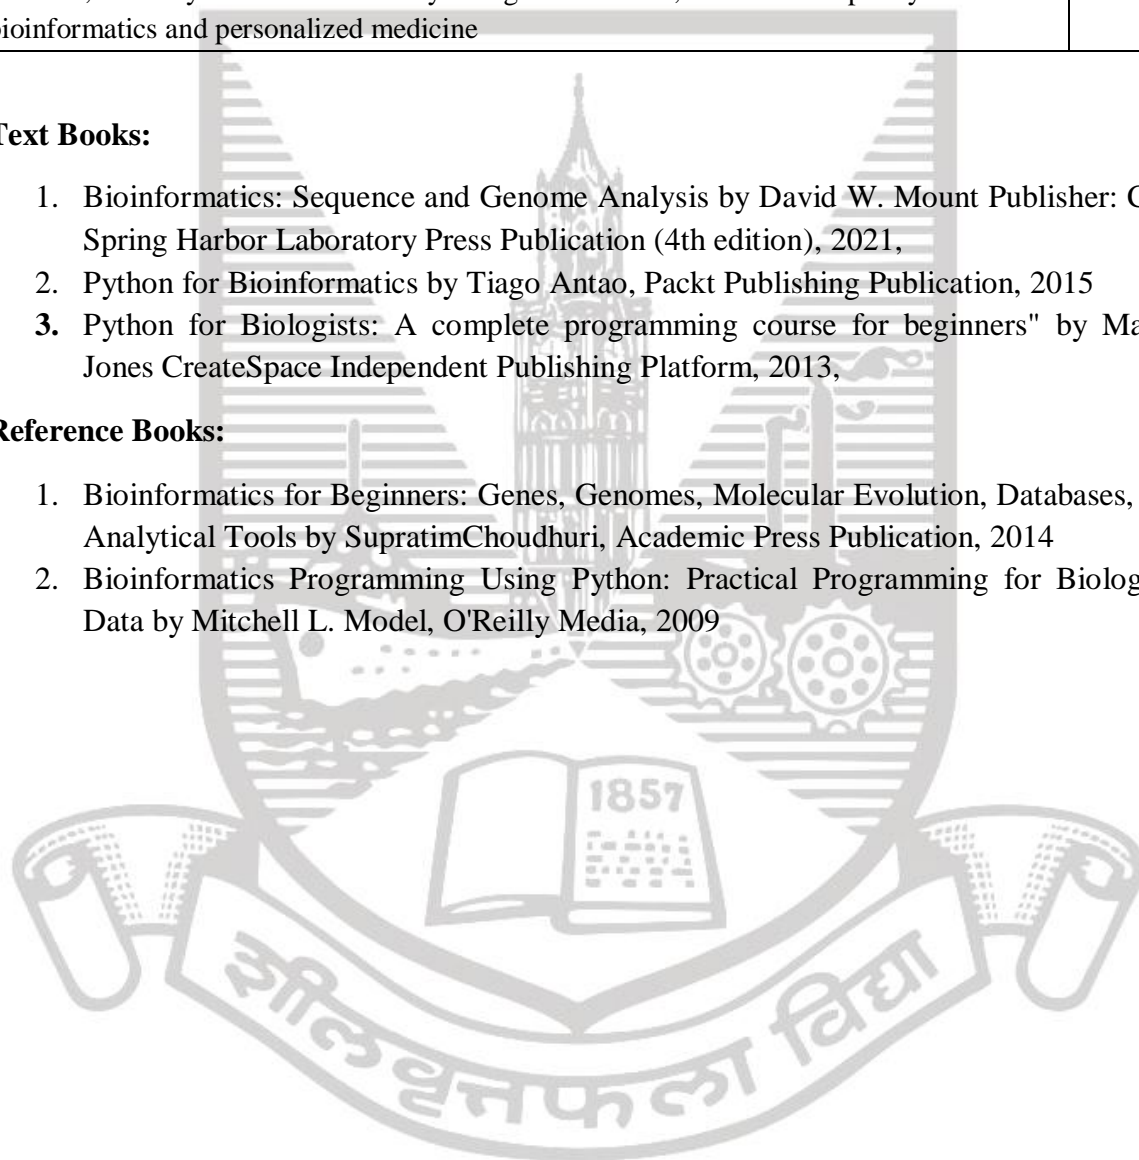 bioinformatics and personalized medicine
Text Books:
1. Bioinformatics: Sequence and Genome Analysis by David W. Mount Publisher:
Spring Harbor Laboratory Press Publication (4th edition), 2021,
2. Python for Bioinformatics by Tiago Antao, Packt Publishing Publication, 2015
3. Python for Biologists: A complete programming course for beginners" by
Jones CreateSpace Independent Publishing Platform, 2013,
Reference Books:
1. Bioinformatics for Beginners: Genes, Genomes, Molecular Evolution, Databases,
Analytical Tools by SupratimChoudhuri, Academic Press Publication, 2014
2. Bioinformatics Programming Using Python: Practical Programming for
Data by Mitchell L. Model, O'Reilly Media, 2009
1857
शीलवृत्तफला विद्या